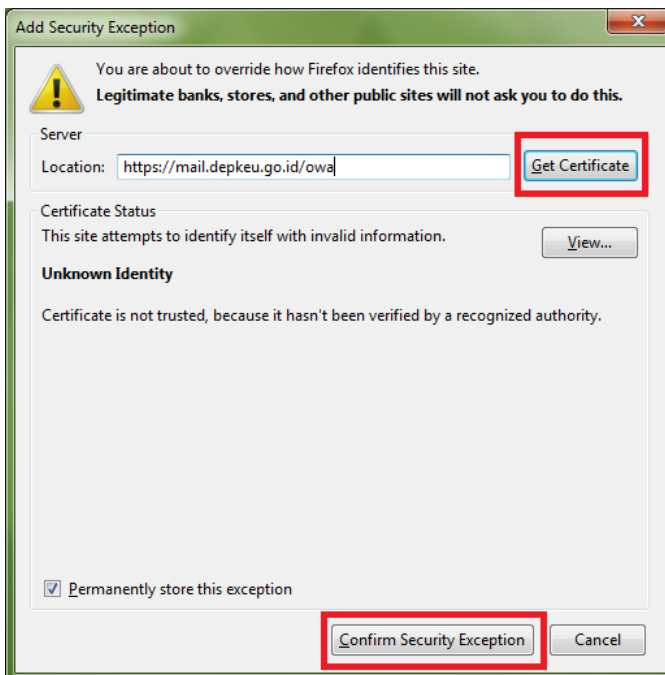 Add Security Exception
You are about to override how Firefox identifies this site.
Legitimate banks, stores, and other public sites will not ask you to do this.
Server
Location: https://mail.depkeu.go.id/owa Get Certificate
Certificate Status
This site attempts to identify itself with invalid information. View...
Unknown Identity
Certificate is not trusted, because it hasn't been verified by a recognized authority.
Permanently store this exception
Confirm Security Exception Cancel